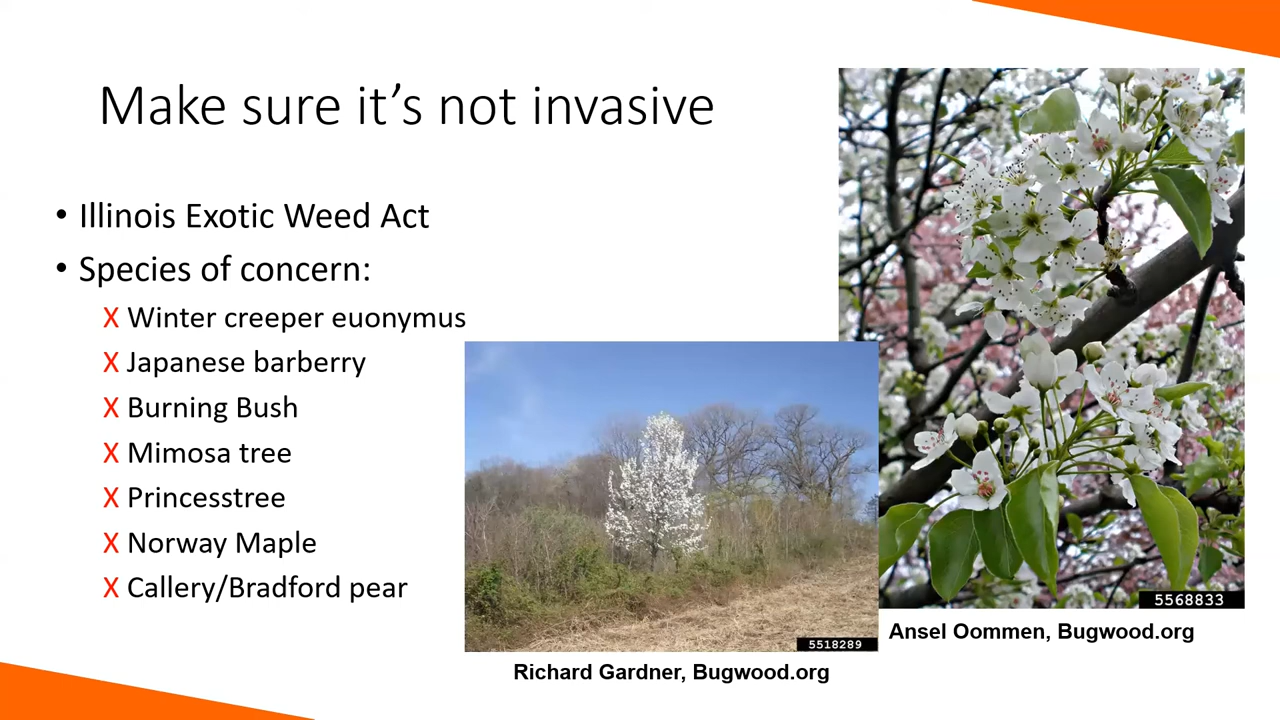 Make sure it’s not invasive
• Illinois Exotic Weed Act
• Species of concern:
X Winter creeper euonymus
X Japanese barberry
X Burning Bush
X Mimosa tree
X Princesstree
X Norway Maple
X Callery/Bradford pear
5518289
Richard Gardner, Bugwood.org
5568833
Ansel Oommen, Bugwood.org